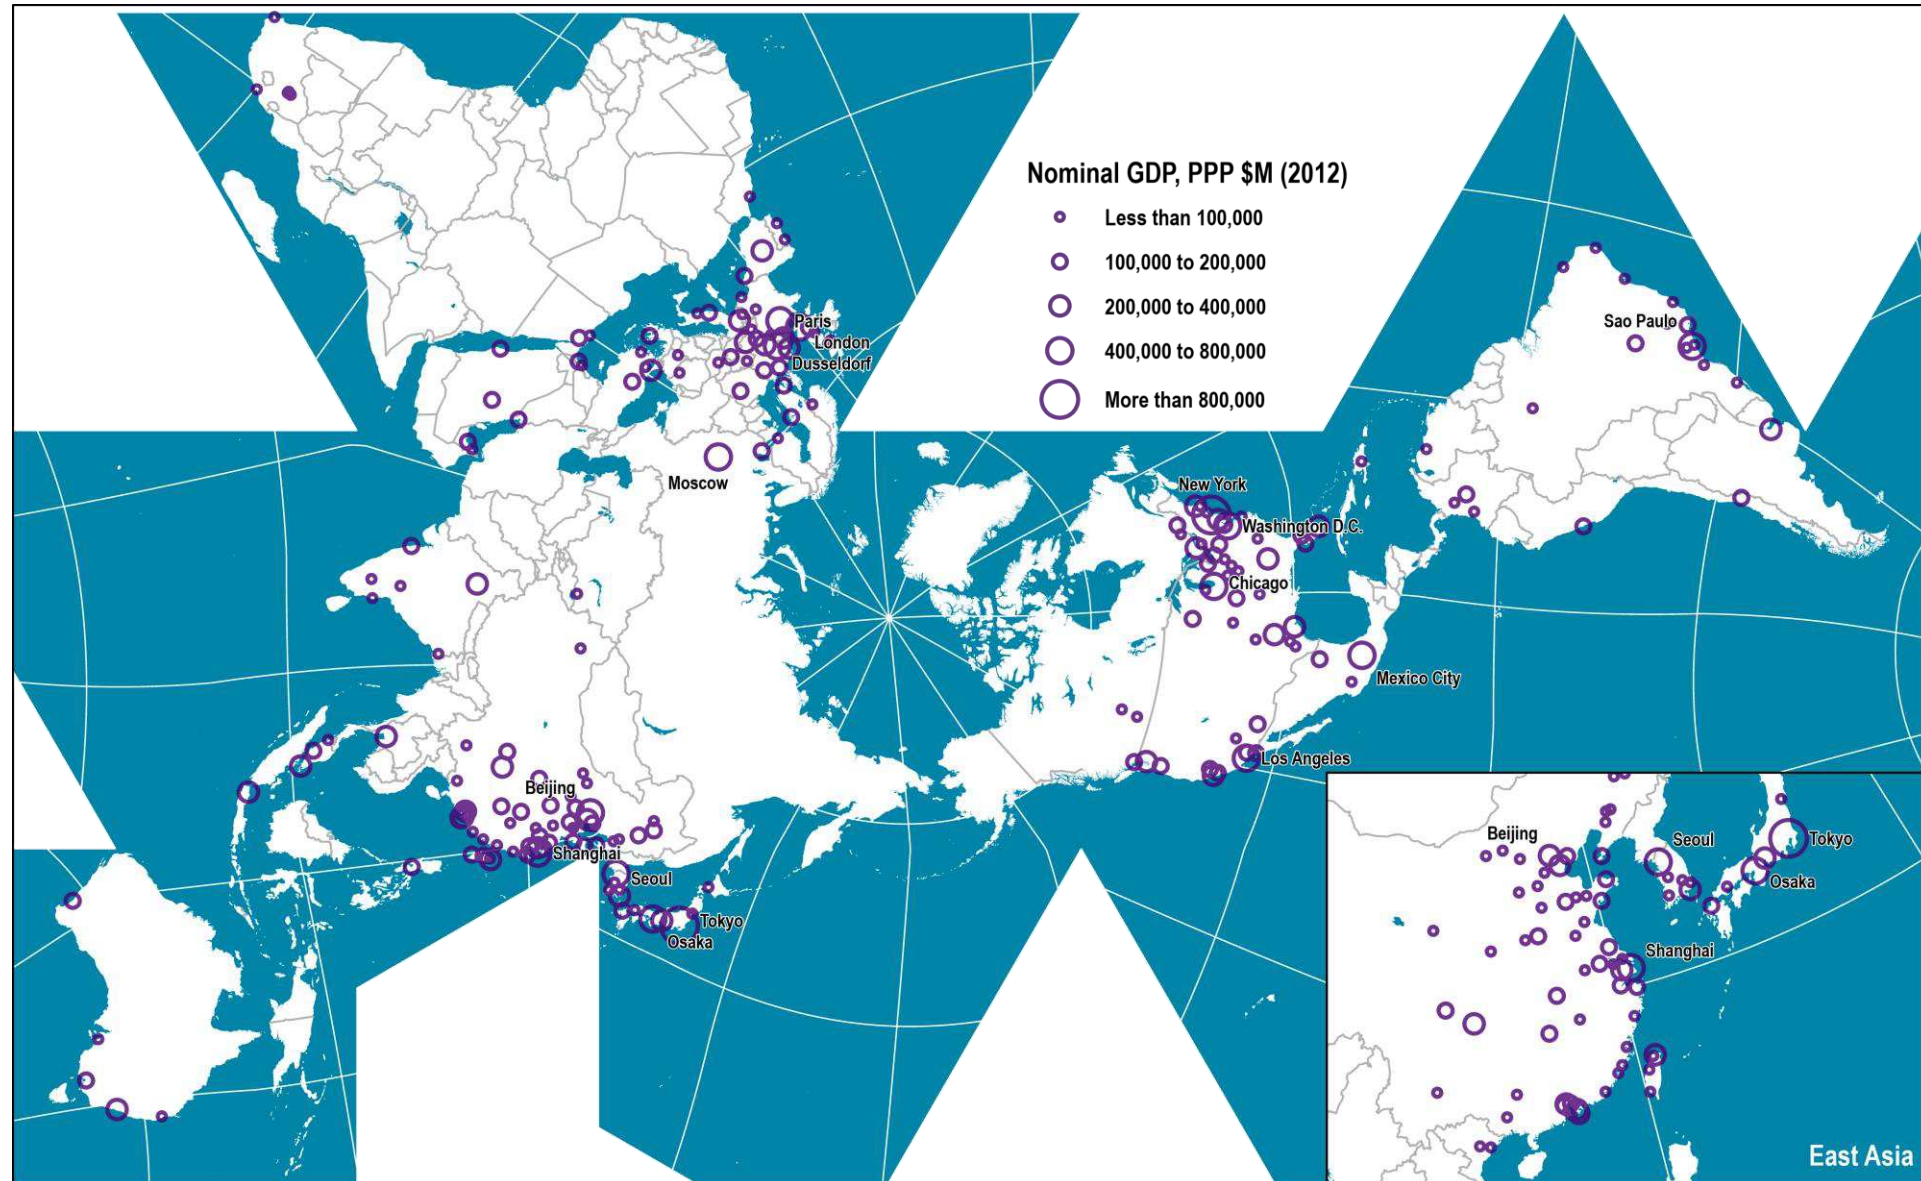 Nominal GDP, PPP $M (2012)
Less than 100,000
100,000 to 200,000
200,000 to 400,000
400,000 to 800,000
More than 800,000
Paris
London
Dusseldorf
Moscow
Sao Paulo
New York
Washington D.C.
Chicago
Mexico City
Los Angeles
Beijing
Shanghai
Seoul
Tokyo
Osaka
Beijing
Seoul
Tokyo
Osaka
Shanghai
East Asia